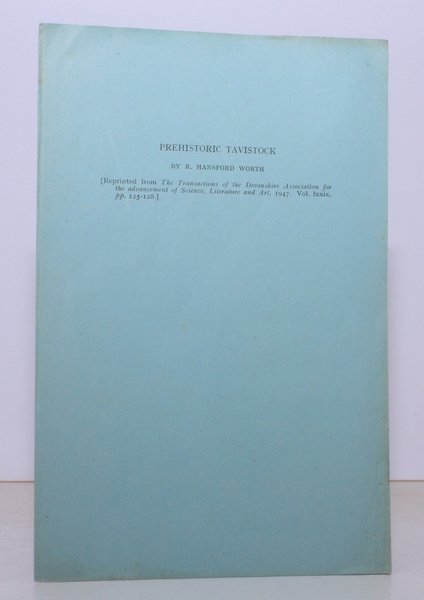 PREHISTORIC TAVISTOCK
BY R. HANSFORD WORTH
[Reprinted from The Transactions of the Devonshire Association for
the advancement of Science, Literature and Art, 1947. Vol. lxxix,
pp. 125-128.]